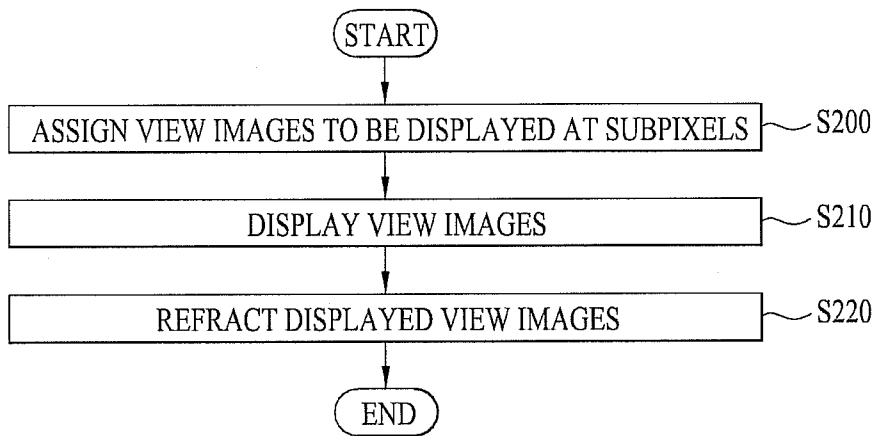 START
ASSIGN VIEW IMAGES TO BE DISPLAYED AT SUBPIXELS
S200
DISPLAY VIEW IMAGES
S210
REFRACT DISPLAYED VIEW IMAGES
S220
END